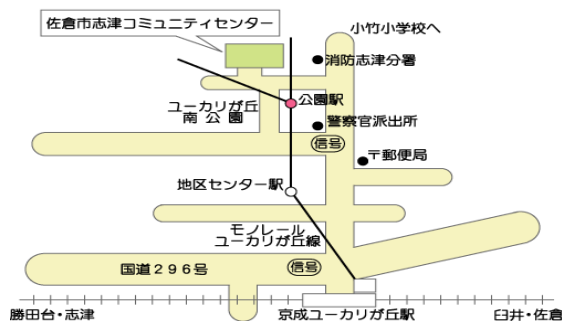 佐倉市志津コミュニティセンター
小竹小学校へ
消防志津分署
公園駅
ユーカリが丘
南公園
警察官派出所
信号
〒郵便局
地区センター駅
モノレール
ユーカリが丘線
国道296号
信号
勝田台・志津
京成ユーカリが丘駅
臼井・佐倉